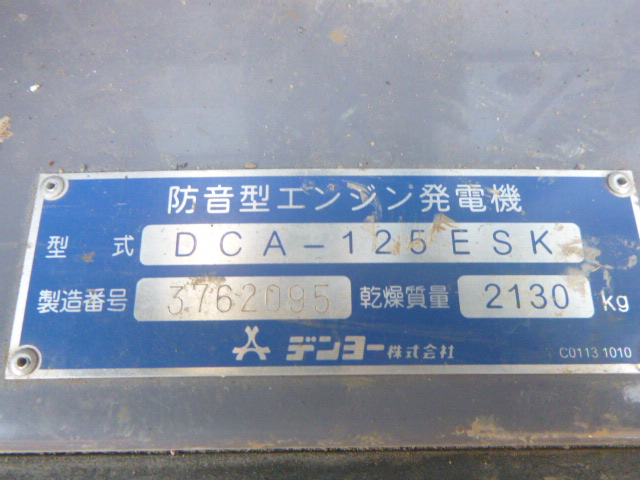 防音型エンジン発電機
型 式 DCA-125ESK
製造番号 3762095 乾燥質量 2130 kg
デンヨー株式会社 C0113 1010